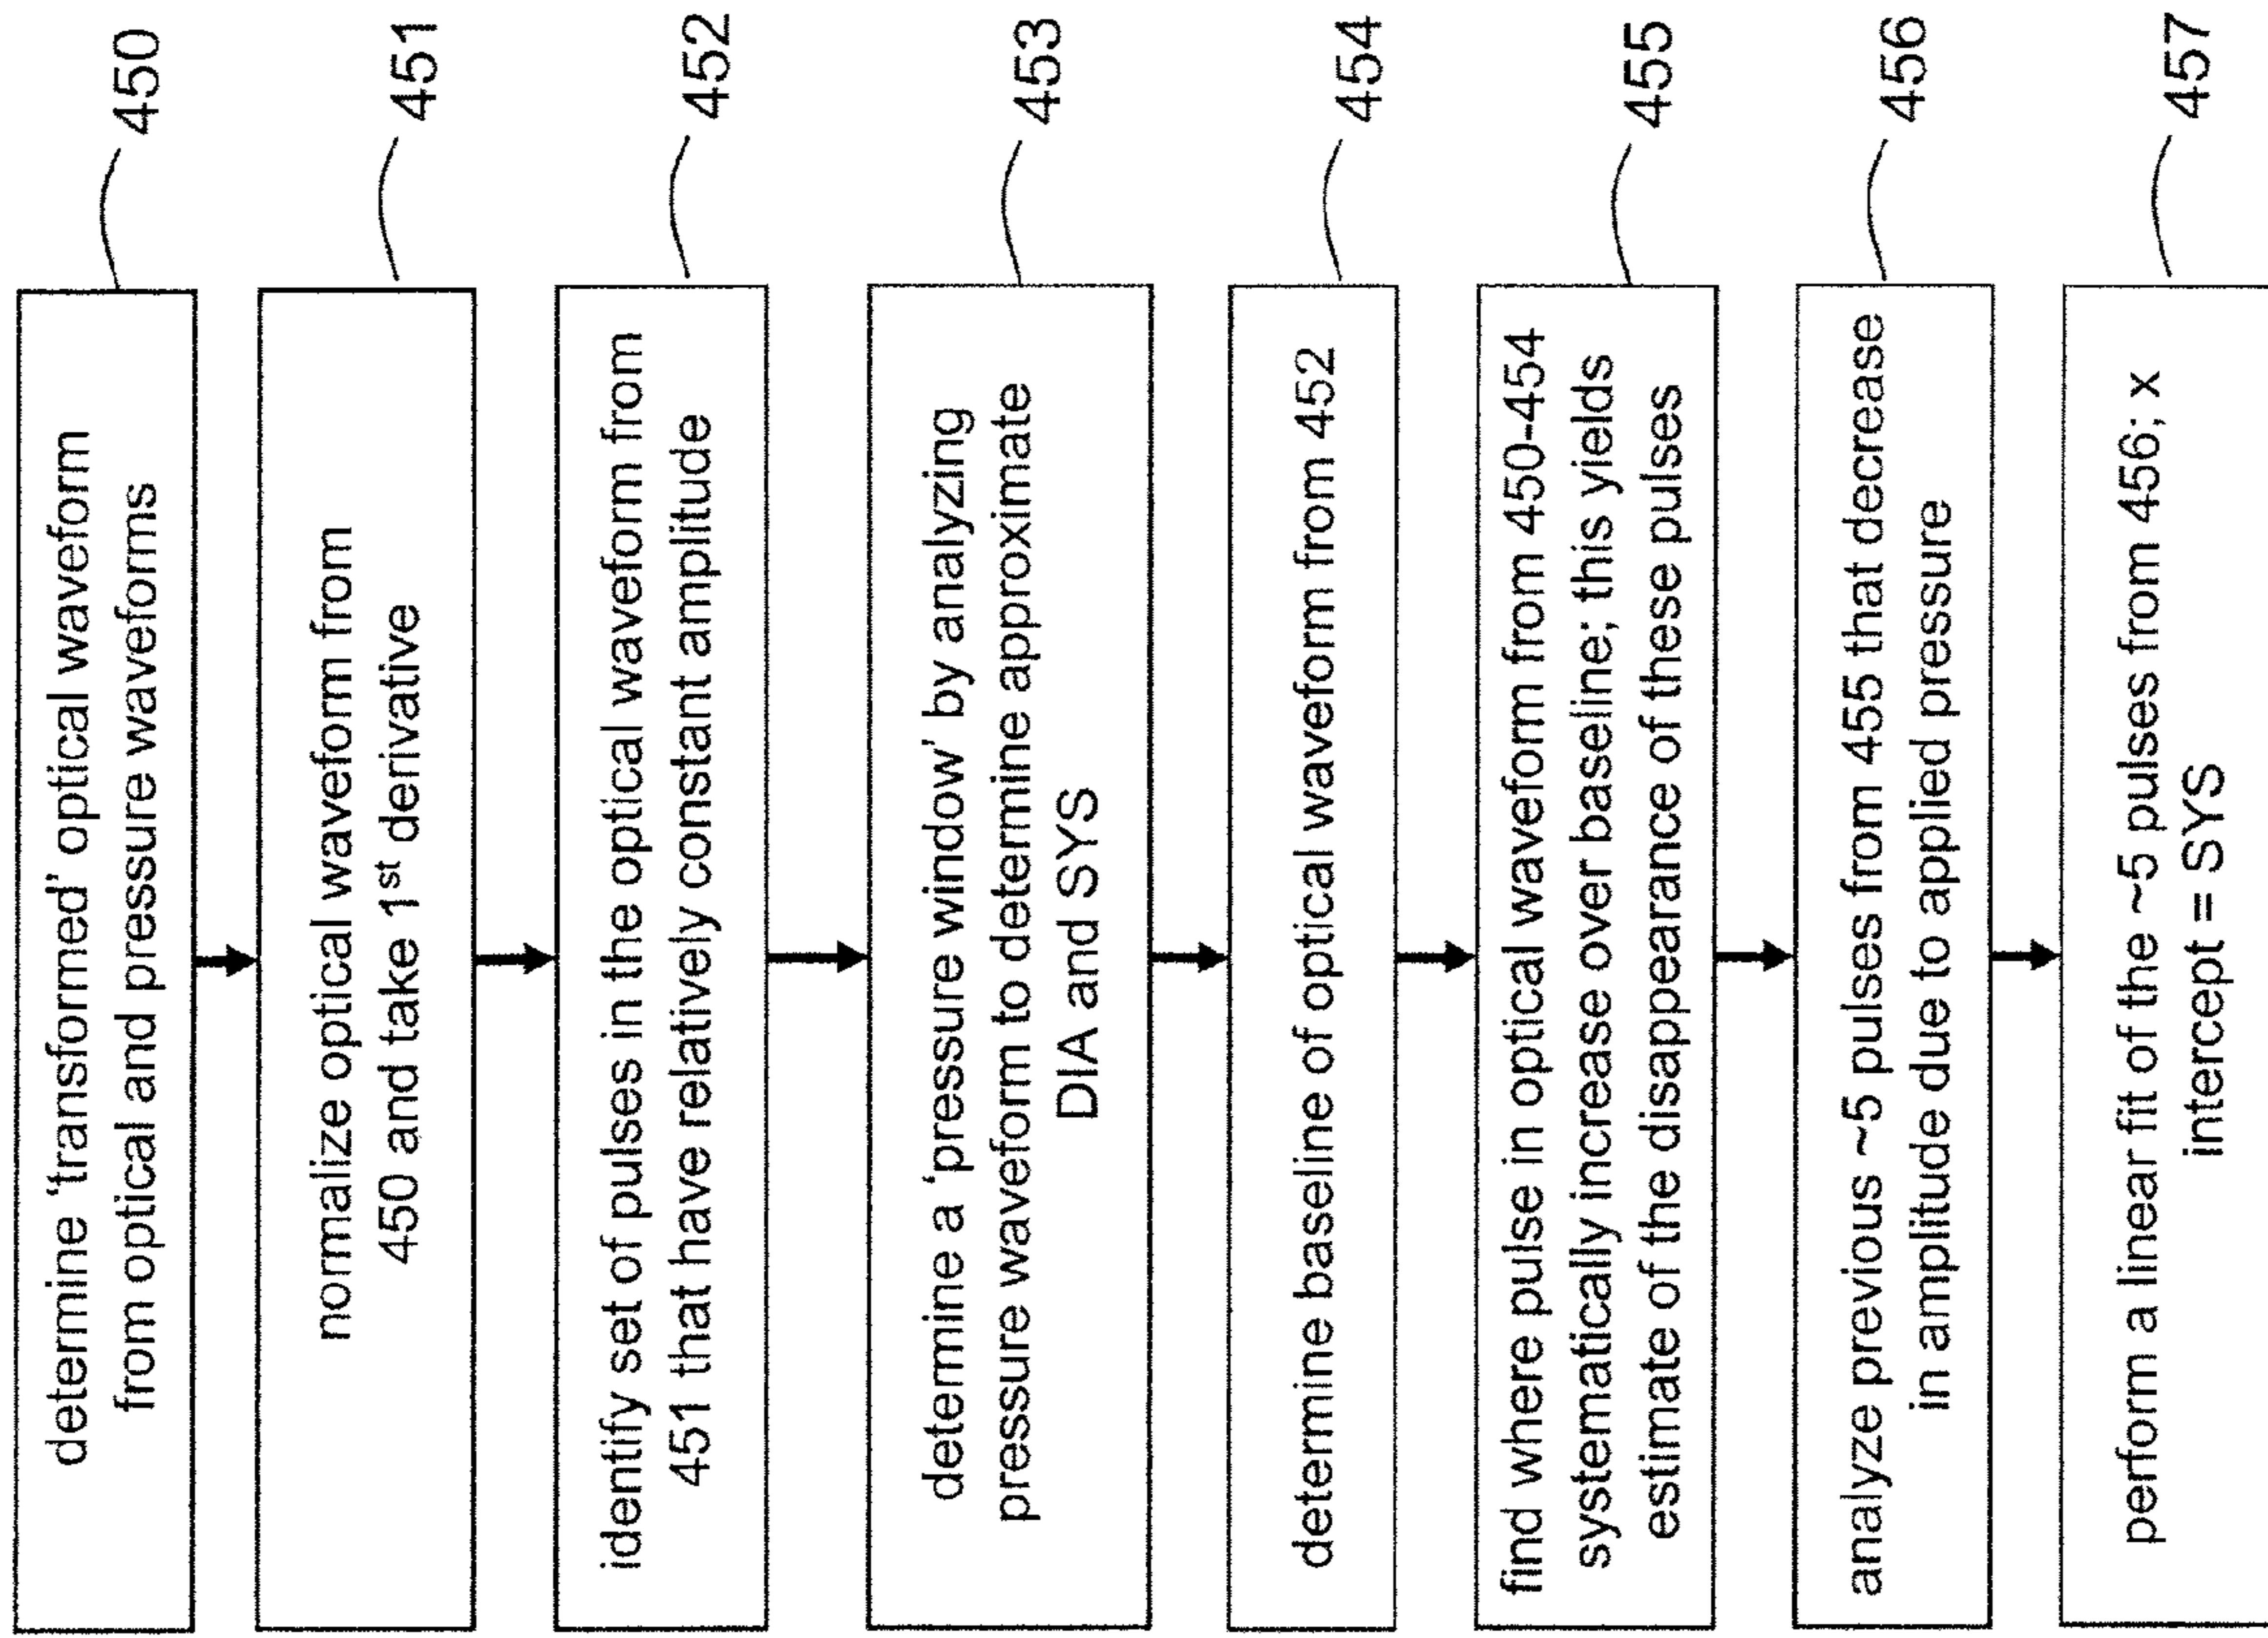 determine 'transformed' optical waveform
from optical and pressure waveforms
450
normalize optical waveform from
450 and take 1st derivative
451
identify set of pulses in the optical waveform from
451 that have relatively constant amplitude
452
determine a 'pressure window' by analyzing
pressure waveform to determine approximate
DIA and SYS
453
determine baseline of optical waveform from 452
454
find where pulse in optical waveform from 450-454
systematically increase over baseline; this yields
estimate of the disappearance of these pulses
455
analyze previous ~5 pulses from 455 that decrease
in amplitude due to applied pressure
456
perform a linear fit of the ~5 pulses from 456; x
intercept = SYS
457